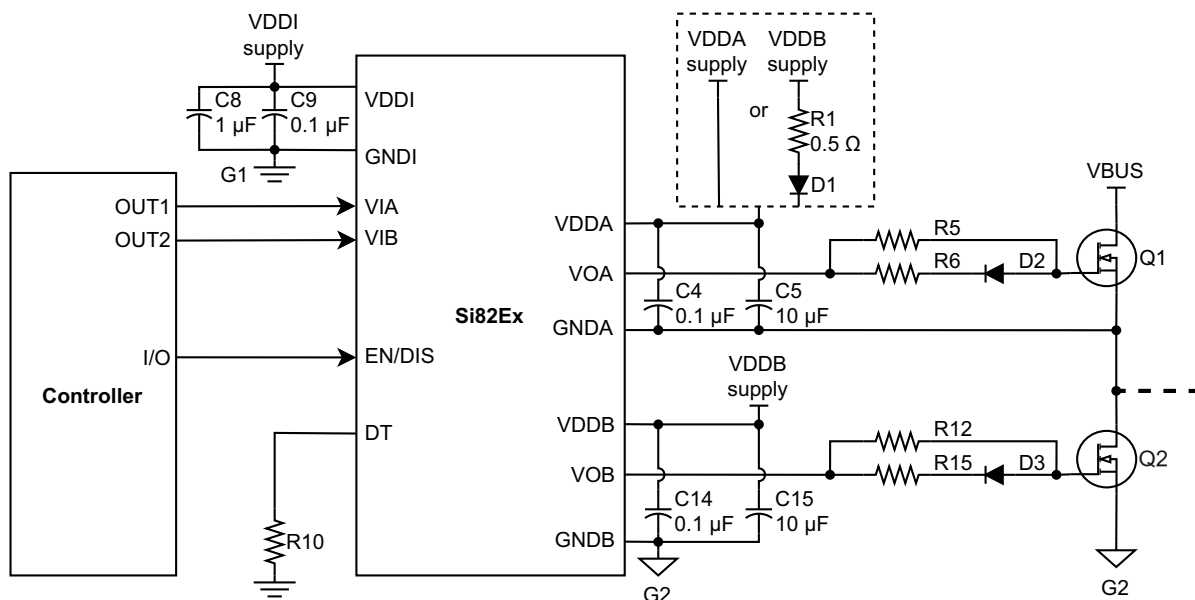 VDDI
supply
C8
1 µF
C9
0.1 µF
G1
VDDI
GNDI
VDDA
supply
or
VDDB
supply
R1
0.5 Ω
D1
VBUS
OUT1
VIA
OUT2
VIB
VDDA
VOA
GNDA
C4
0.1 µF
C5
10 µF
R5
R6
D2
Q1
Si82Ex
I/O
EN/DIS
Controller
DT
R10
VDDB
supply
VDDB
VOB
GNDB
C14
0.1 µF
C15
10 µF
R12
R15
D3
Q2
G2
G2